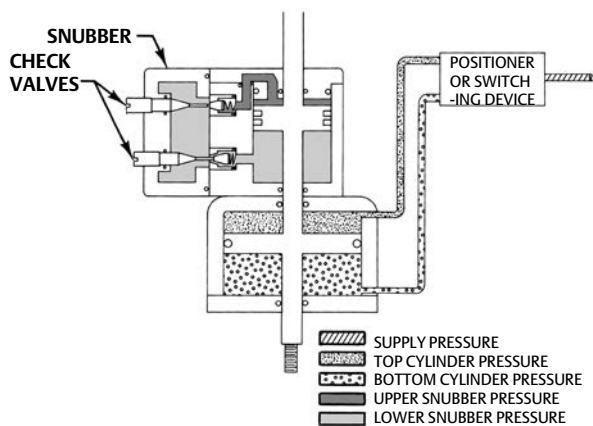 SNUBBER
CHECK
VALVES
POSITIONER
OR SWITCH
-ING DEVICE
SUPPLY PRESSURE
TOP CYLINDER PRESSURE
BOTTOM CYLINDER PRESSURE
UPPER SNUBBER PRESSURE
LOWER SNUBBER PRESSURE